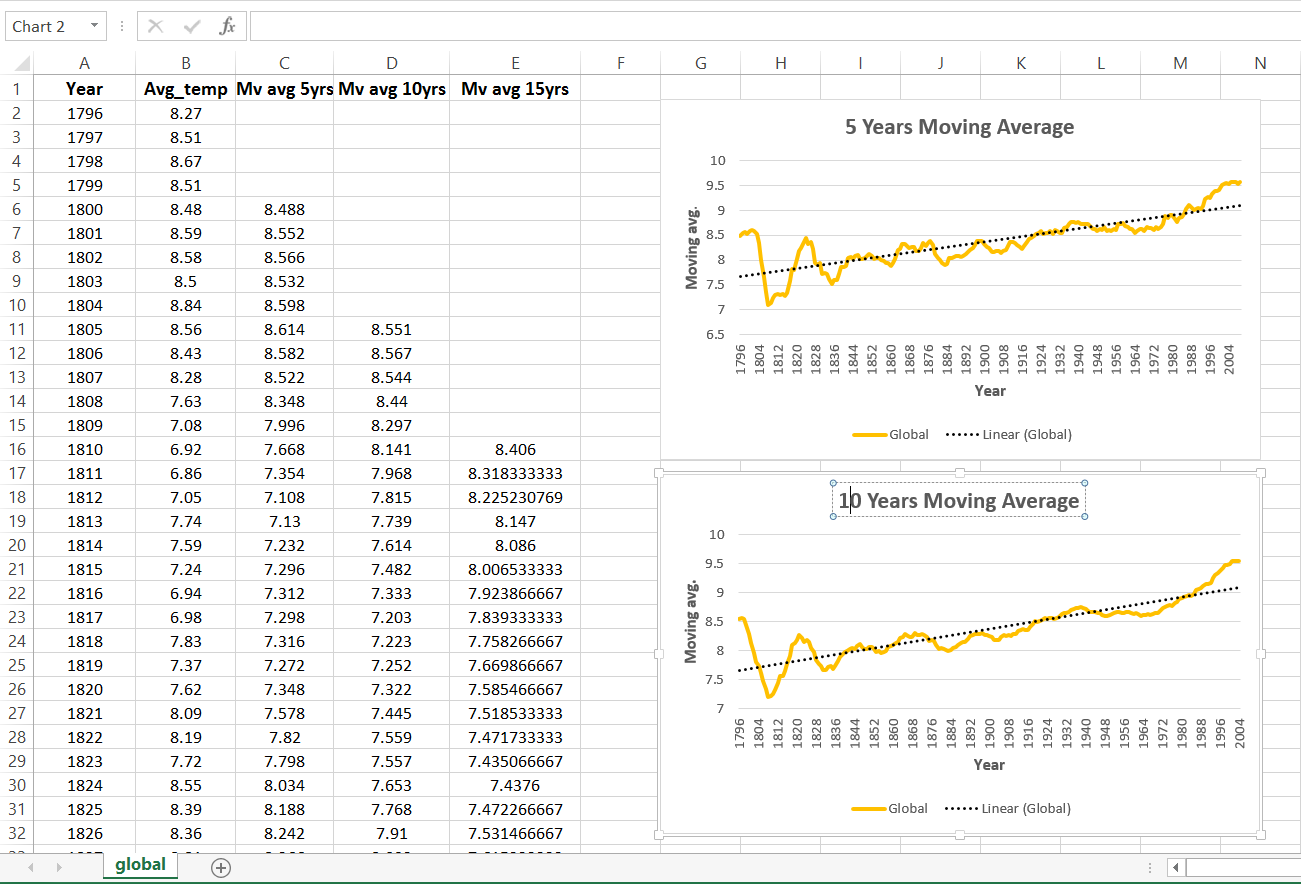 Chart 2
fx
A B C D E F G H I J K L M N
1 Year Avg_temp Mv avg 5yrs Mv avg 10yrs Mv avg 15yrs
2 1796 8.27
3 1797 8.51
4 1798 8.67
5 1799 8.51
6 1800 8.48 8.488
7 1801 8.59 8.552
8 1802 8.58 8.566
9 1803 8.5 8.532
10 1804 8.84 8.598
11 1805 8.56 8.614 8.551
12 1806 8.43 8.582 8.567
13 1807 8.28 8.522 8.544
14 1808 7.63 8.348 8.44
15 1809 7.08 7.996 8.297
16 1810 6.92 7.668 8.141 8.406
17 1811 6.86 7.354 7.968 8.318333333
18 1812 7.05 7.108 7.815 8.225230769
19 1813 7.74 7.13 7.739 8.147
20 1814 7.59 7.232 7.614 8.086
21 1815 7.24 7.296 7.482 8.006533333
22 1816 6.94 7.312 7.333 7.923866667
23 1817 6.98 7.298 7.203 7.839333333
24 1818 7.83 7.316 7.223 7.758266667
25 1819 7.37 7.272 7.252 7.669866667
26 1820 7.62 7.348 7.322 7.585466667
27 1821 8.09 7.578 7.445 7.518533333
28 1822 8.19 7.82 7.559 7.471733333
29 1823 7.72 7.798 7.557 7.435066667
30 1824 8.55 8.034 7.653 7.4376
31 1825 8.39 8.188 7.768 7.472266667
32 1826 8.36 8.242 7.91 7.531466667
5 Years Moving Average
Moving avg.
10
9.5
9
8.5
8
7.5
7
6.5
1796 1804 1812 1820 1828 1836 1844 1852 1860 1868 1876 1884 1892 1900 1908 1916 1924 1932 1940 1948 1956 1964 1972 1980 1988 1996 2004
Year
Global Linear (Global)
10 Years Moving Average
Moving avg.
10
9.5
9
8.5
8
7.5
7
1796 1804 1812 1820 1828 1836 1844 1852 1860 1868 1876 1884 1892 1900 1908 1916 1924 1932 1940 1948 1956 1964 1972 1980 1988 1996 2004
Year
Global Linear (Global)
global